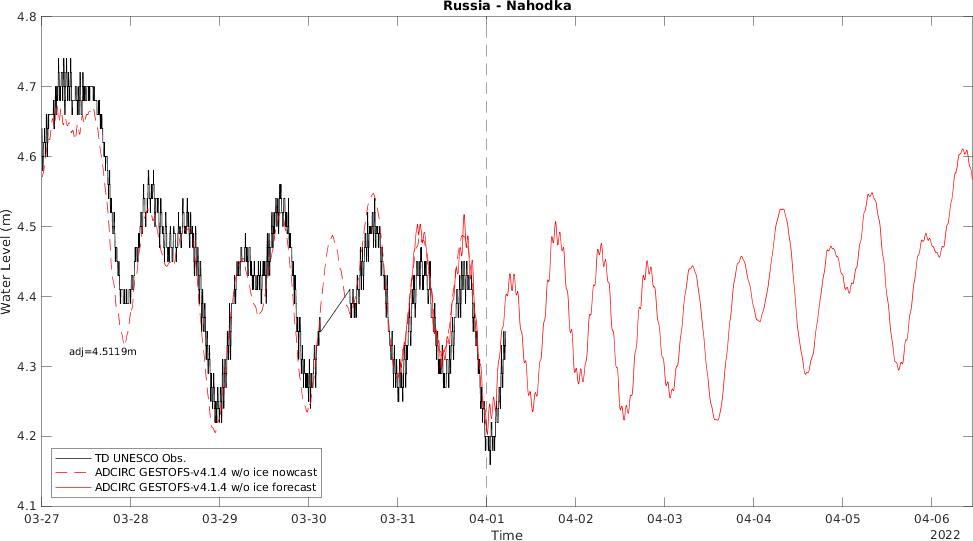 Russia - Nahodka
4.8
4.7
4.6
4.5
4.4
4.3
4.2
4.1
Water Level (m)
adj=4.5119m
TD UNESCO Obs.
ADCIRC GESTOFS-v4.1.4 w/o ice nowcast
ADCIRC GESTOFS-v4.1.4 w/o ice forecast
03-27 03-28 03-29 03-30 03-31 04-01 04-02 04-03 04-04 04-05 04-06
Time
2022